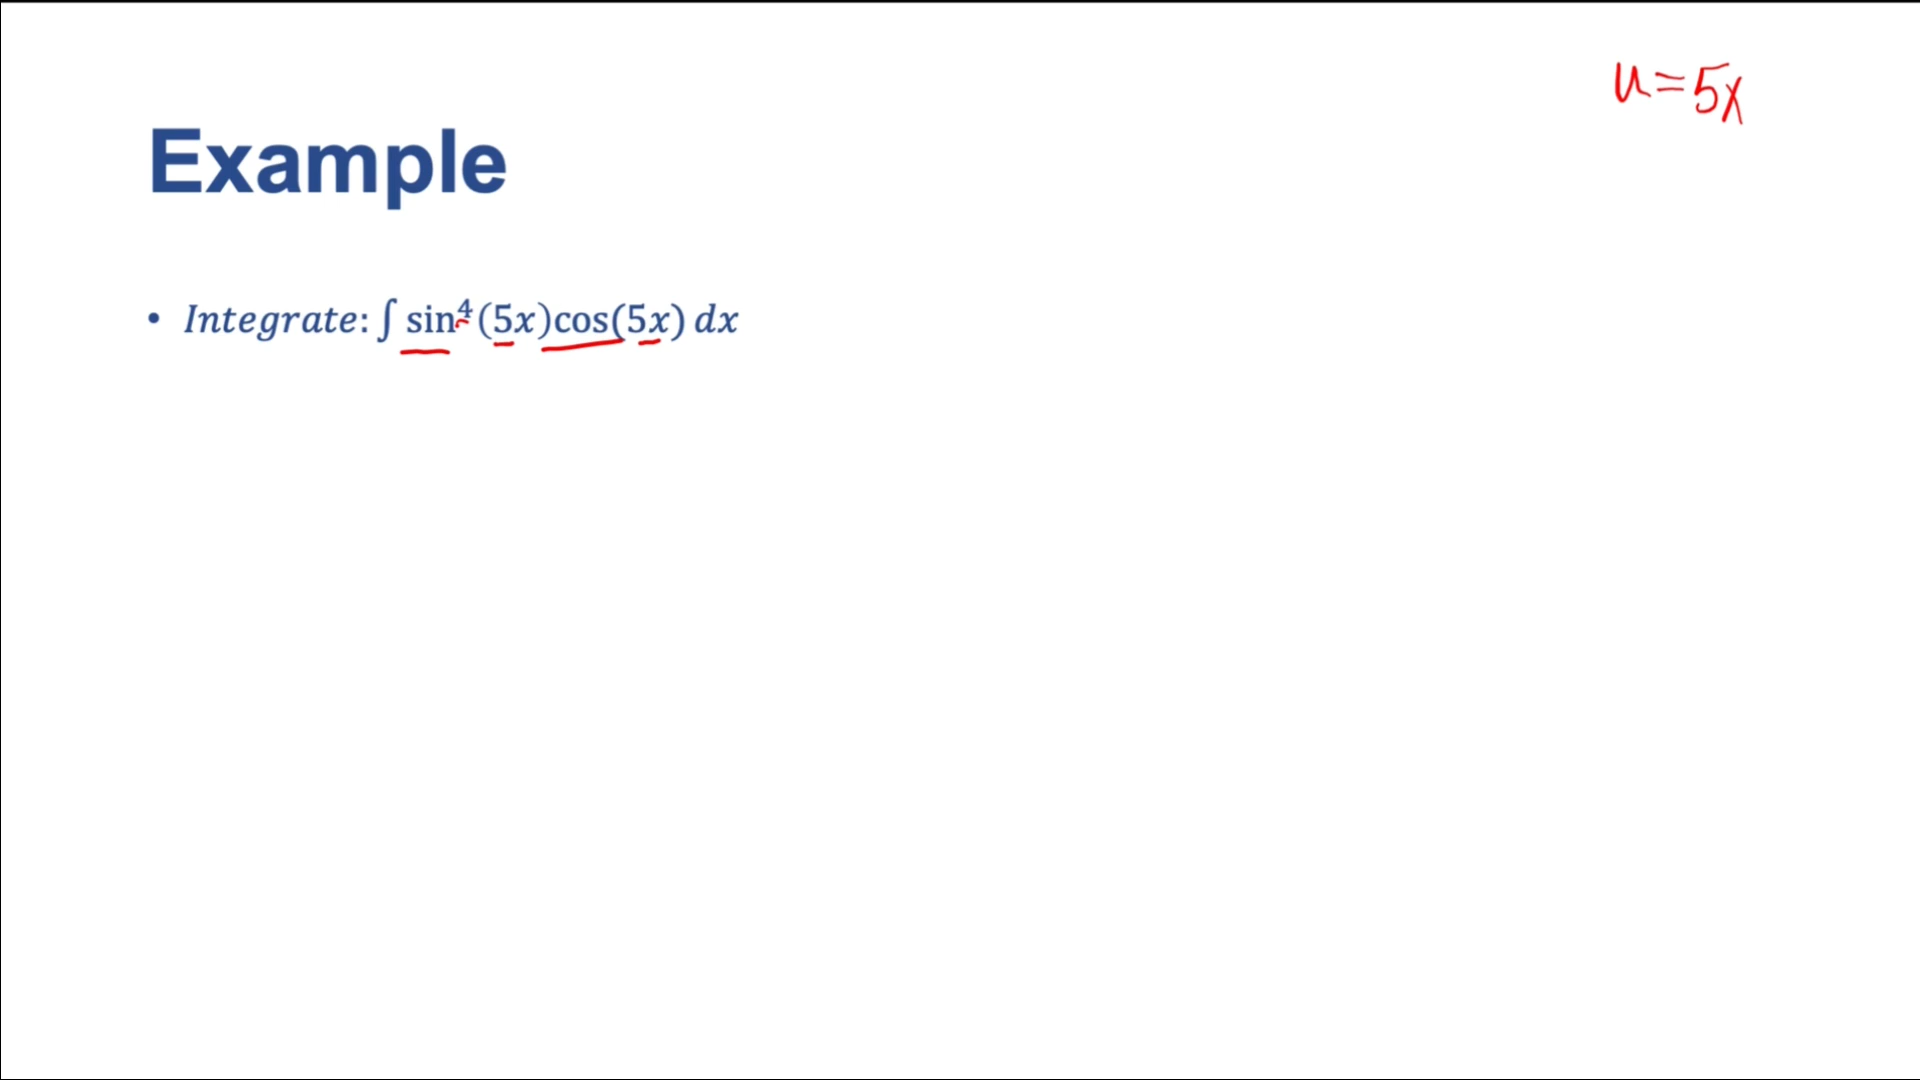 u=5x
Example
• Integrate: ∫ sin⁴(5x)cos(5x) dx